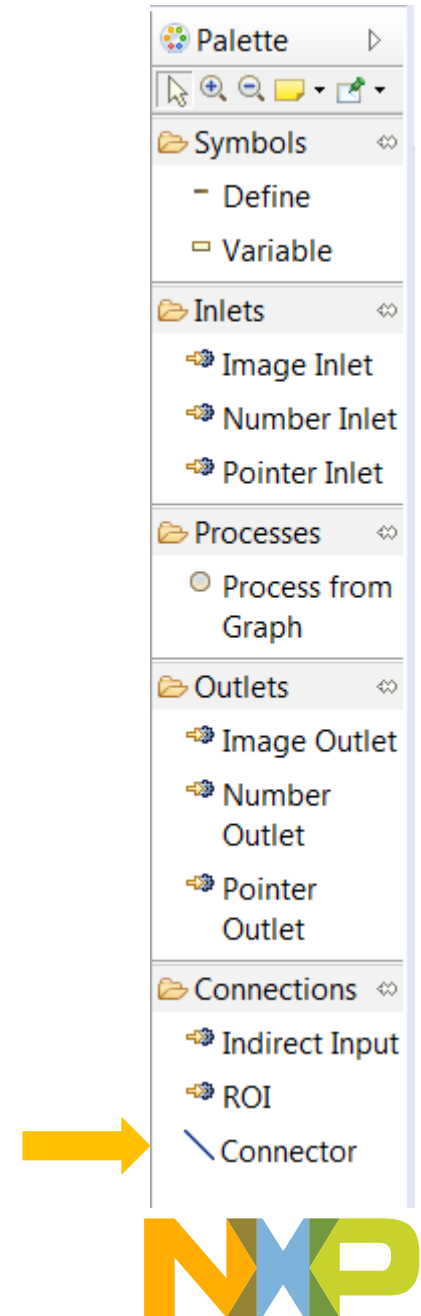 Palette
Symbols
Define
Variable
Inlets
Image Inlet
Number Inlet
Pointer Inlet
Processes
Process from
Graph
Outlets
Image Outlet
Number
Outlet
Pointer
Outlet
Connections
Indirect Input
ROI
Connector
NXP